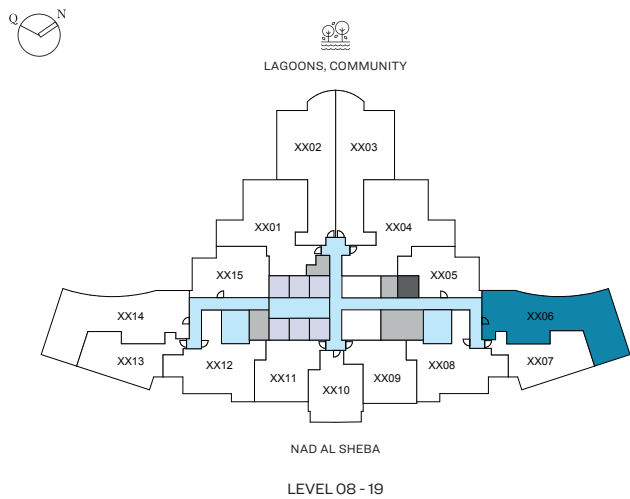 Q N
LAGOONS, COMMUNITY
XX02 XX03
XX01 XX04
XX15 XX05
XX14 XX06
XX13 XX12 XX08 XX07
XX11 XX10 XX09
NAD AL SHEBA
LEVEL 08 - 19